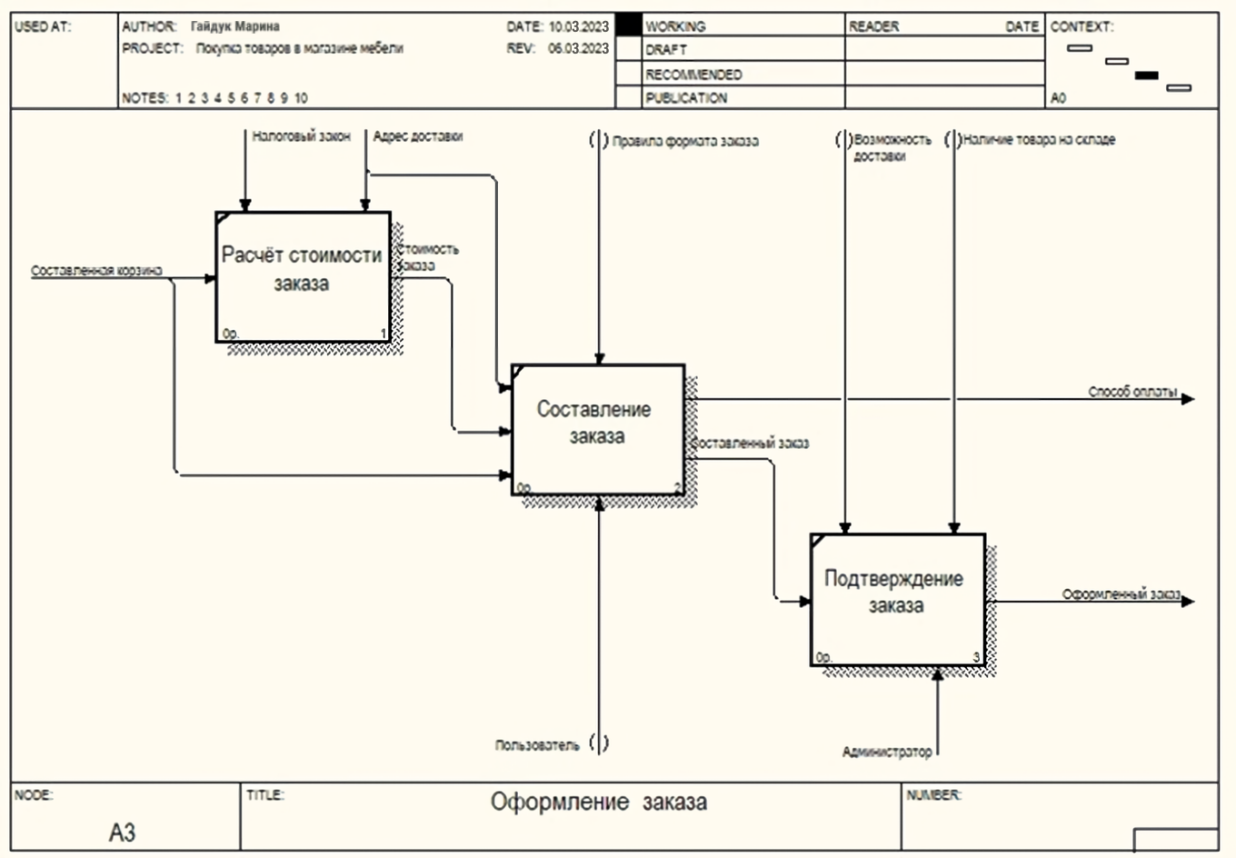 USED AT:
AUTHOR: Гайдук Марина
DATE: 10.03.2023
PROJECT: Покупка товаров в магазине мебели
REV: 06.03.2023
NOTES: 1 2 3 4 5 6 7 8 9 10
WORKING
DRAFT
RECOMMENDED
PUBLICATION
READER DATE
CONTEXT:
A0
Налоговый закон
Адрес доставки
( ) Правила формата заказа
( ) Возможность
доставки
( ) Наличие товара на складе
Составленная корзина
Расчёт стоимости
заказа
0р. 1
Стоимость
заказа
Составление
заказа
0р. 2
Способ оплаты
Составленный заказ
Подтверждение
заказа
0р. 3
Оформленный заказ
Пользователь ( )
Администратор
NODE:
A3
TITLE:
Оформление заказа
NUMBER: